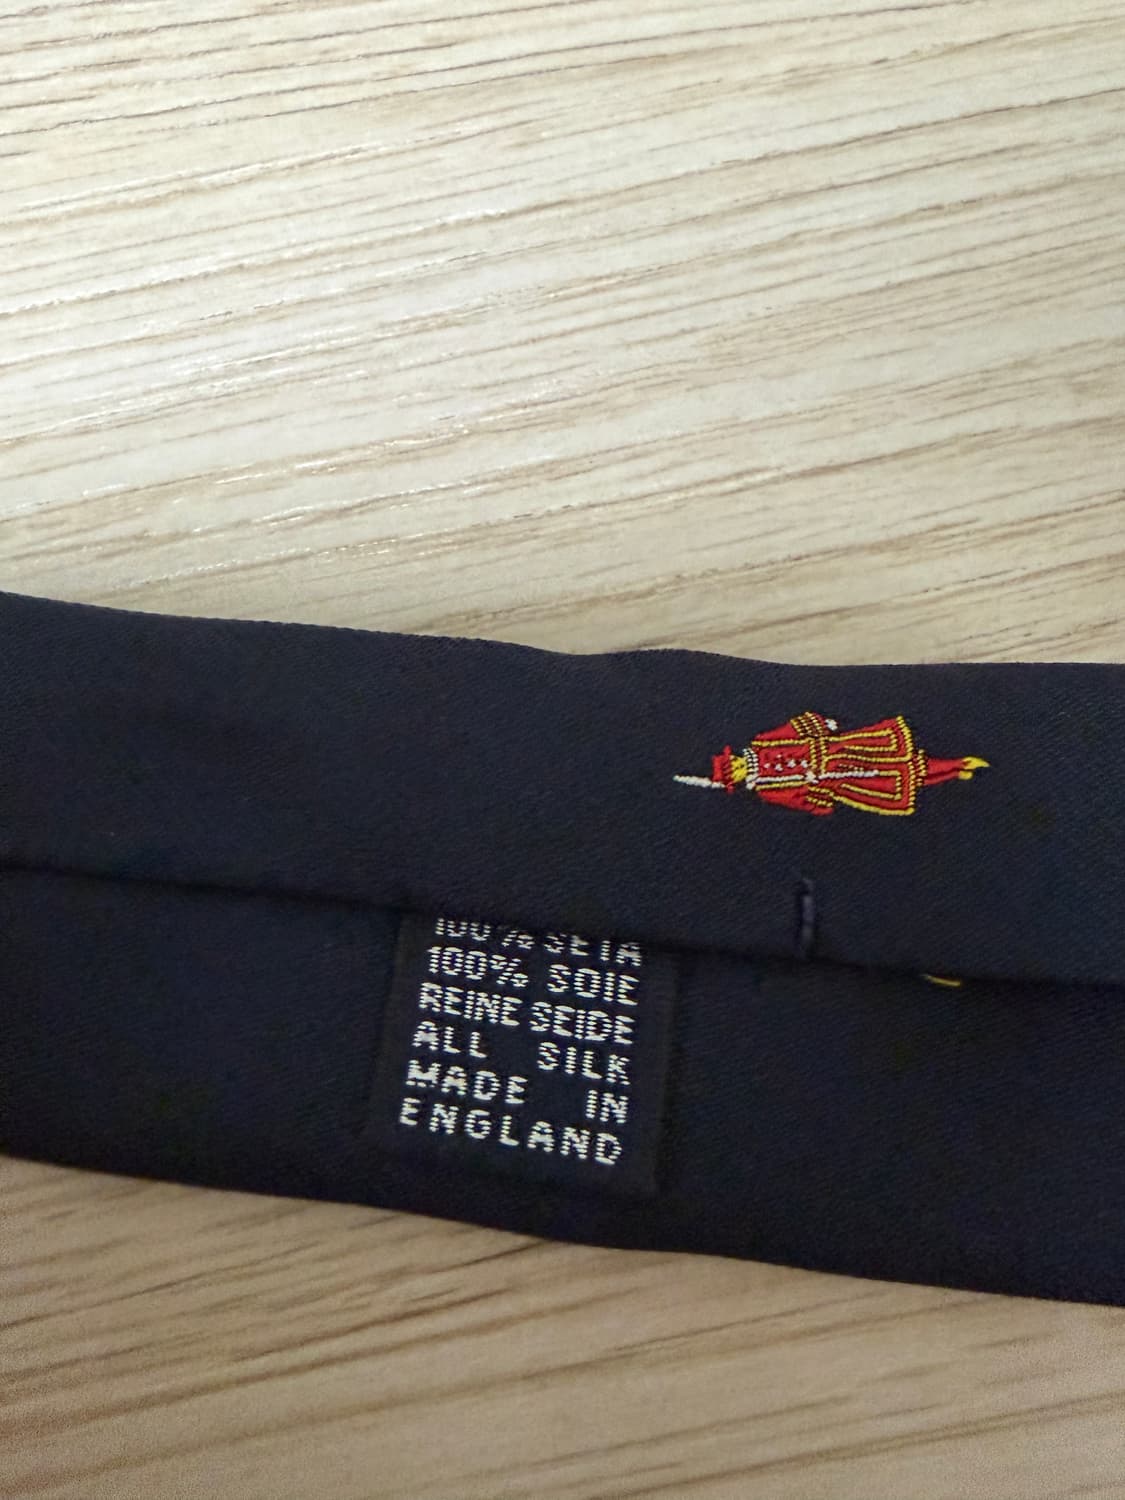 100% SETA
100% SOIE
REINE SEIDE
ALL SILK
MADE IN
ENGLAND